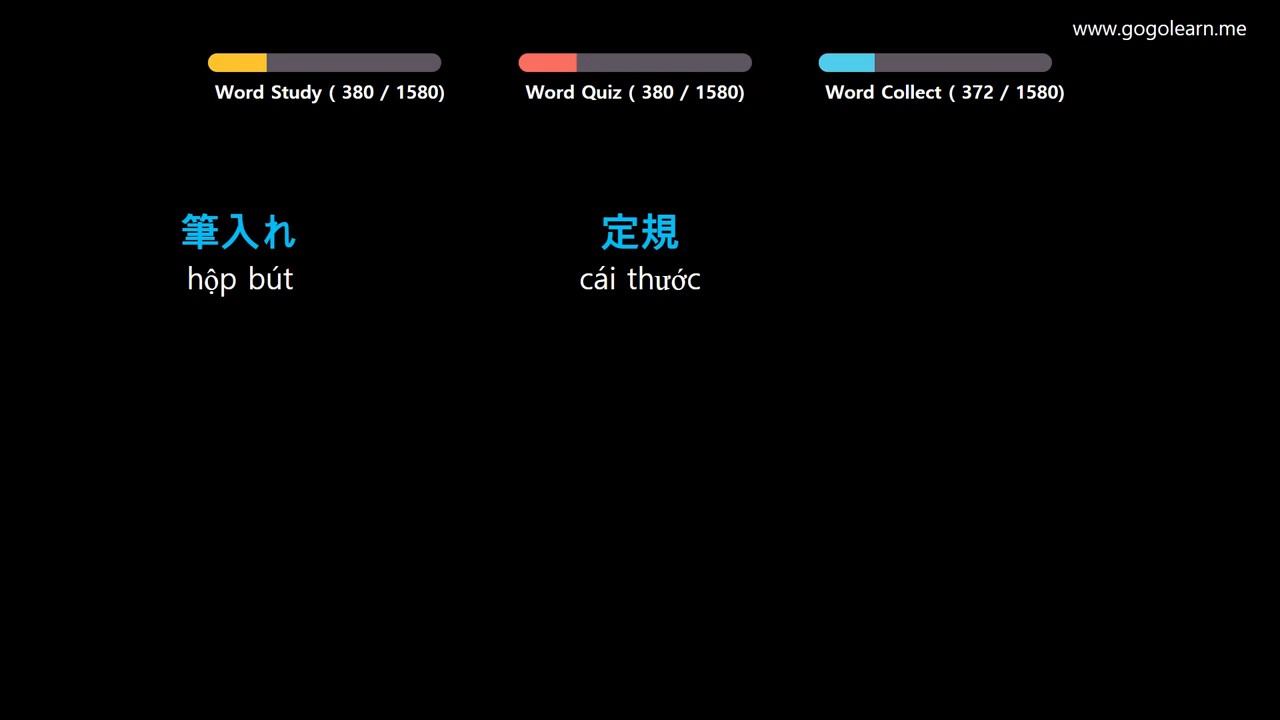 www.gogolearn.me
Word Study ( 380 / 1580)
Word Quiz ( 380 / 1580)
Word Collect ( 372 / 1580)
筆入れ
hộp bút
定規
cái thước